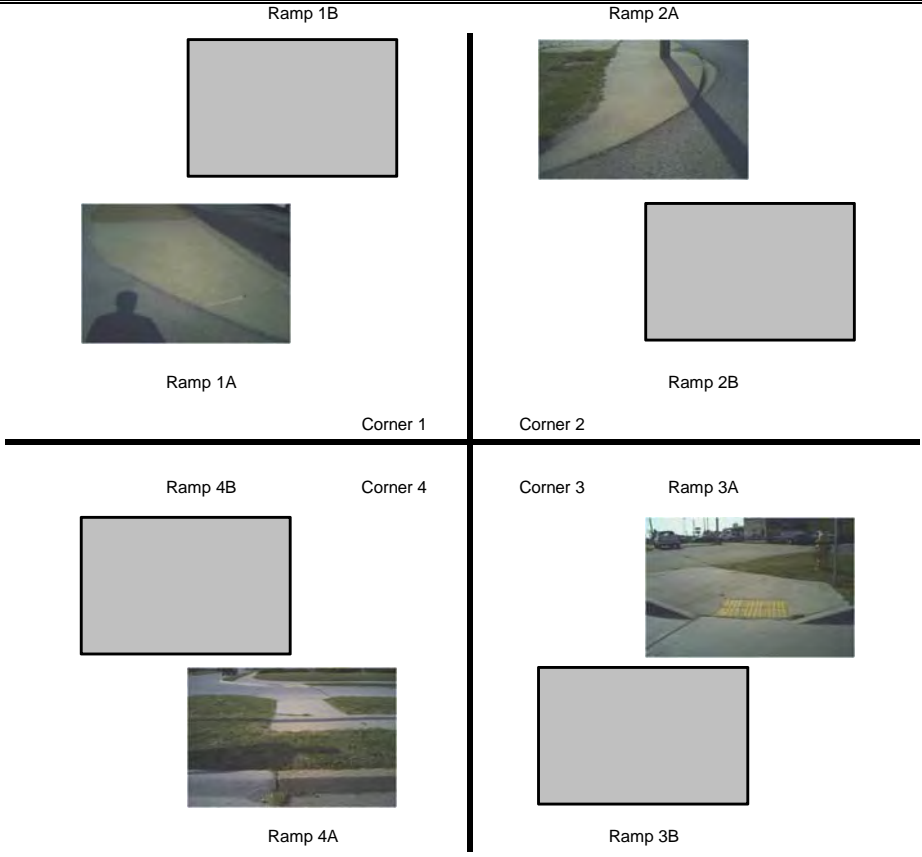 Ramp 1B
Ramp 2A
Ramp 1A
Ramp 2B
Corner 1
Corner 2
Ramp 4B
Corner 4
Corner 3
Ramp 3A
Ramp 4A
Ramp 3B